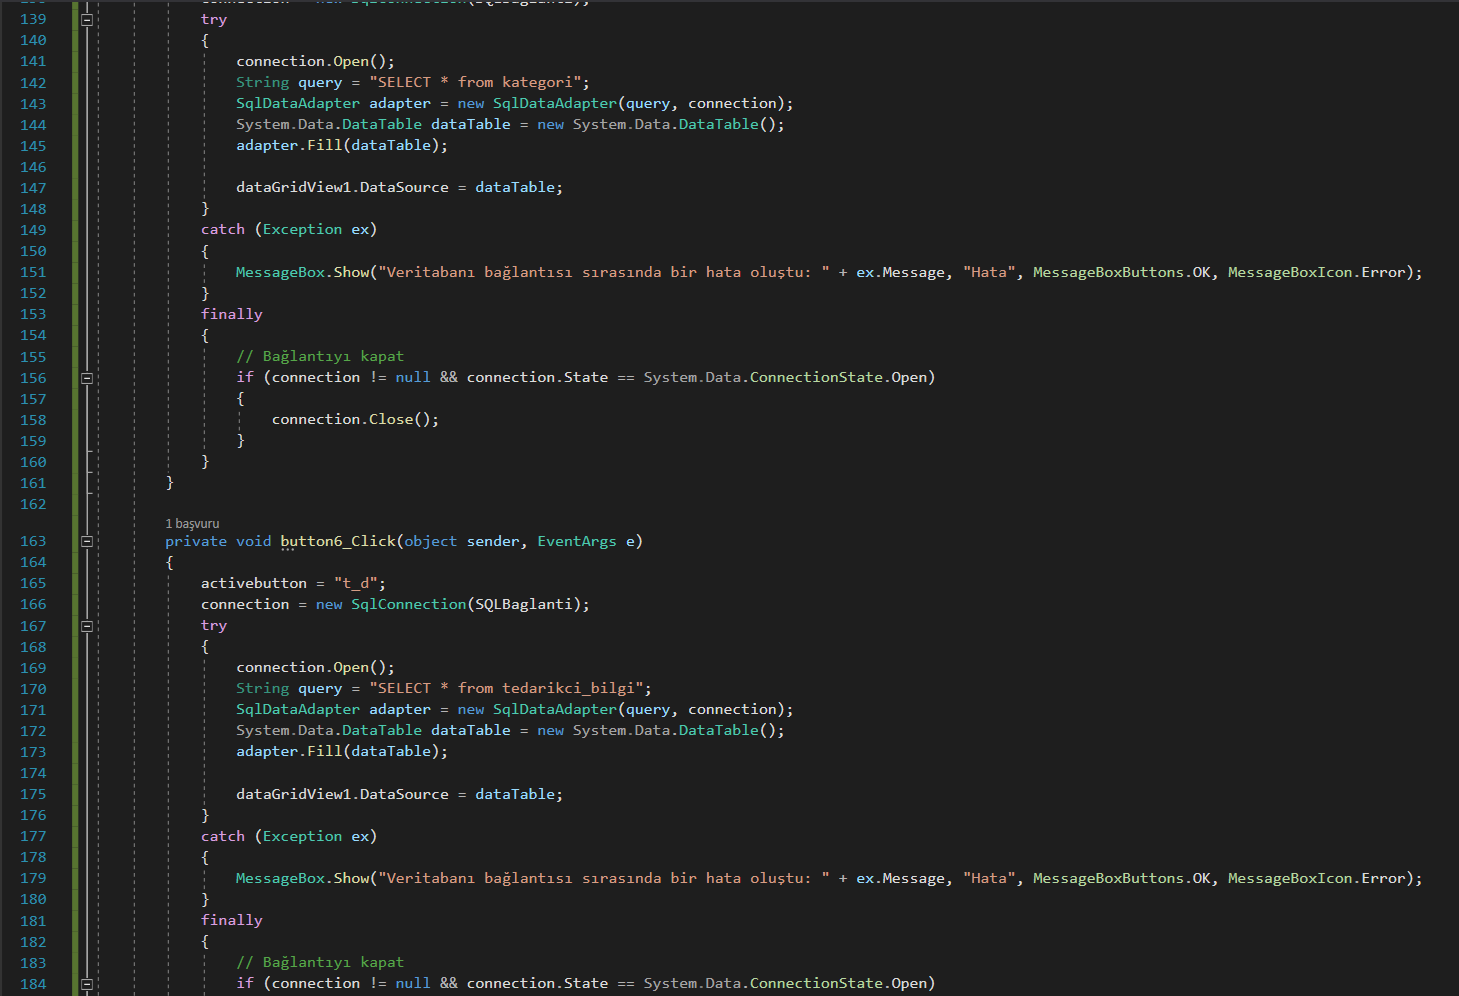 138 connection = new SqlConnection(SQLBaglanti);
139 try
140 {
141 connection.Open();
142 String query = "SELECT * from kategori";
143 SqlDataAdapter adapter = new SqlDataAdapter(query, connection);
144 System.Data.DataTable dataTable = new System.Data.DataTable();
145 adapter.Fill(dataTable);
146
147 dataGridView1.DataSource = dataTable;
148 }
149 catch (Exception ex)
150 {
151 MessageBox.Show("Veritabanı bağlantısı sırasında bir hata oluştu: " + ex.Message, "Hata", MessageBoxButtons.OK, MessageBoxIcon.Error);
152 }
153 finally
154 {
155 // Bağlantıyı kapat
156 if (connection != null && connection.State == System.Data.ConnectionState.Open)
157 {
158 connection.Close();
159 }
160 }
161 }
162
1 başvuru
163 private void button6_Click(object sender, EventArgs e)
164 {
165 activebutton = "t_d";
166 connection = new SqlConnection(SQLBaglanti);
167 try
168 {
169 connection.Open();
170 String query = "SELECT * from tedarikci_bilgi";
171 SqlDataAdapter adapter = new SqlDataAdapter(query, connection);
172 System.Data.DataTable dataTable = new System.Data.DataTable();
173 adapter.Fill(dataTable);
174
175 dataGridView1.DataSource = dataTable;
176 }
177 catch (Exception ex)
178 {
179 MessageBox.Show("Veritabanı bağlantısı sırasında bir hata oluştu: " + ex.Message, "Hata", MessageBoxButtons.OK, MessageBoxIcon.Error);
180 }
181 finally
182 {
183 // Bağlantıyı kapat
184 if (connection != null && connection.State == System.Data.ConnectionState.Open)